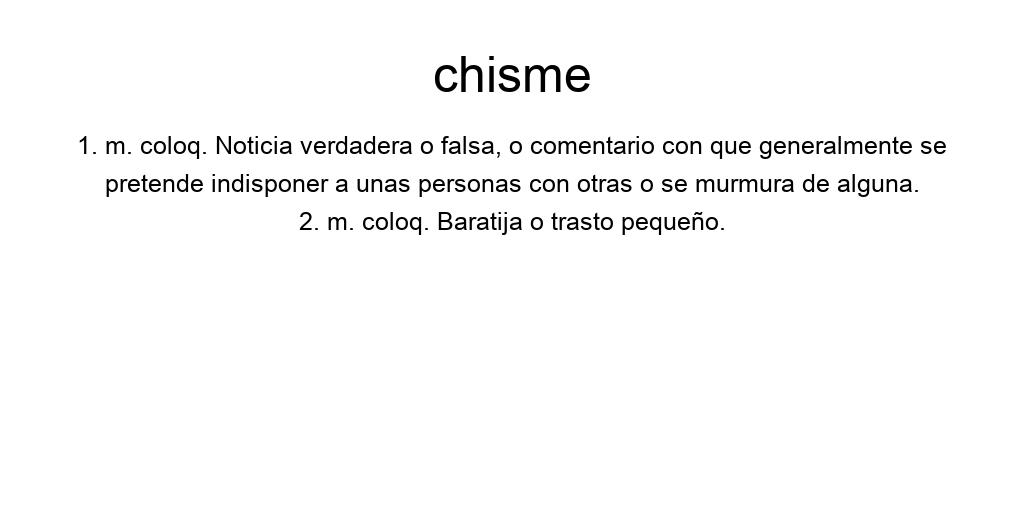 chisme
1. m. coloq. Noticia verdadera o falsa, o comentario con que generalmente se
pretende indisponer a unas personas con otras o se murmura de alguna.
2. m. coloq. Baratija o trasto pequeño.